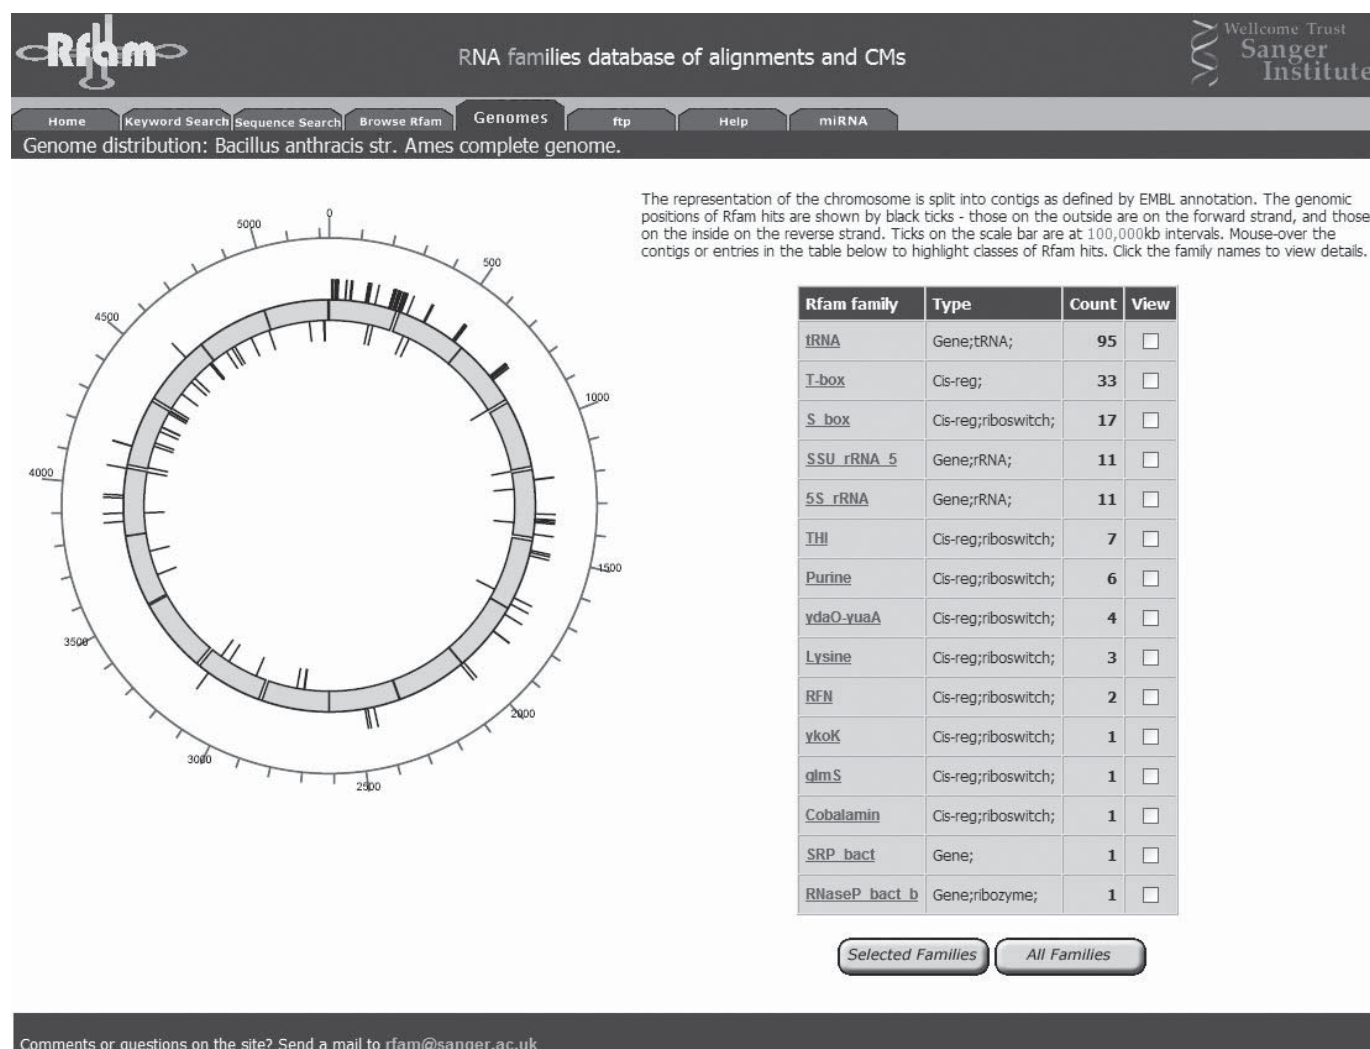 Rfam
RNA families database of alignments and CMs
Wellcome Trust
Sanger
Institute
Home Keyword Search Sequence Search Browse Rfam Genomes ftp Help miRNA
Genome distribution: Bacillus anthracis str. Ames complete genome.
The representation of the chromosome is split into contigs as defined by EMBL annotation. The genomic
positions of Rfam hits are shown by black ticks - those on the outside are on the forward strand, and those
on the inside on the reverse strand. Ticks on the scale bar are at 100,000kb intervals. Mouse-over the
contigs or entries in the table below to highlight classes of Rfam hits. Click the family names to view details.
0
500
1000
1500
2000
2500
3000
3500
4000
4500
5000
Rfam family Type Count View
tRNA Gene;tRNA; 95
T-box Cis-reg; 33
S_box Cis-reg;riboswitch; 17
SSU_rRNA_5 Gene;rRNA; 11
5S_rRNA Gene;rRNA; 11
THI Cis-reg;riboswitch; 7
Purine Cis-reg;riboswitch; 6
ydaO-yuaA Cis-reg;riboswitch; 4
Lysine Cis-reg;riboswitch; 3
RFN Cis-reg;riboswitch; 2
ykoK Cis-reg;riboswitch; 1
glmS Cis-reg;riboswitch; 1
Cobalamin Cis-reg;riboswitch; 1
SRP_bact Gene; 1
RNaseP_bact_b Gene;ribozyme; 1
Selected Families All Families
Comments or questions on the site? Send a mail to rfam@sanger.ac.uk